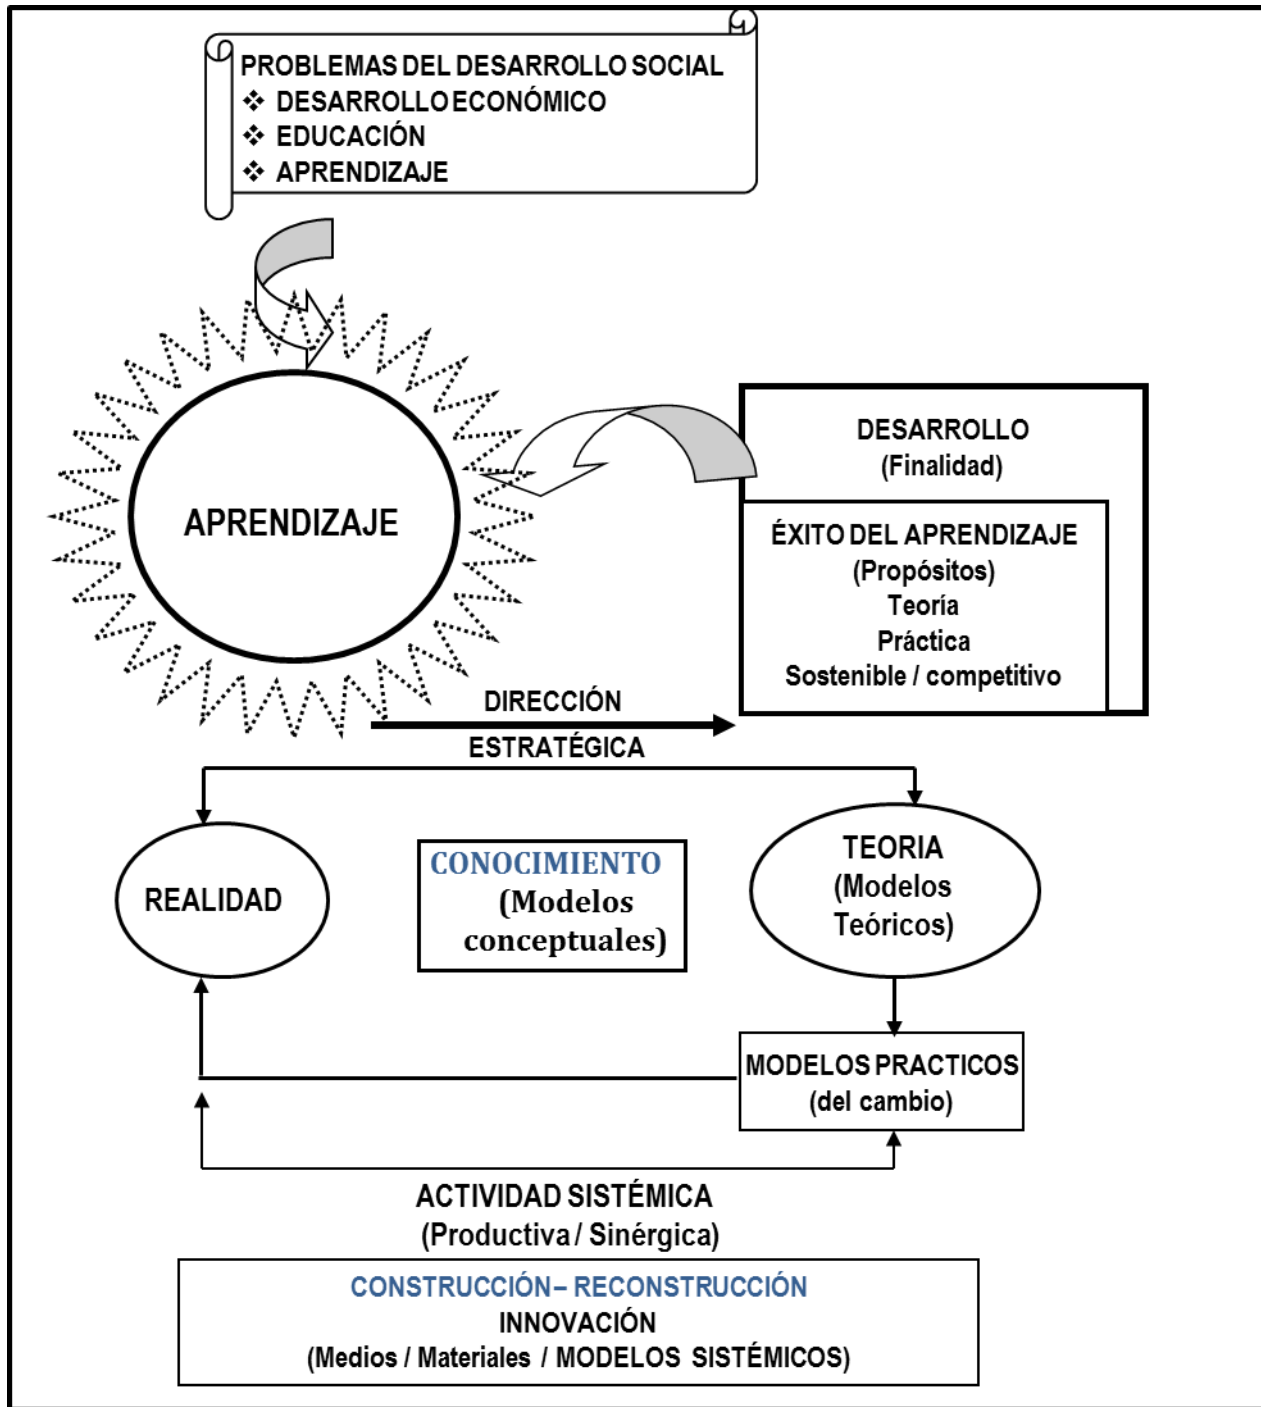 PROBLEMAS DEL DESARROLLO SOCIAL
❖ DESARROLLO ECONÓMICO
❖ EDUCACIÓN
❖ APRENDIZAJE
APRENDIZAJE
DESARROLLO
(Finalidad)
ÉXITO DEL APRENDIZAJE
(Propósitos)
Teoría
Práctica
Sostenible / competitivo
DIRECCIÓN
ESTRATÉGICA
REALIDAD
CONOCIMIENTO
(Modelos
conceptuales)
TEORIA
(Modelos
Teóricos)
MODELOS PRACTICOS
(del cambio)
ACTIVIDAD SISTÉMICA
(Productiva / Sinérgica)
CONSTRUCCIÓN– RECONSTRUCCIÓN
INNOVACIÓN
(Medios / Materiales / MODELOS SISTÉMICOS)